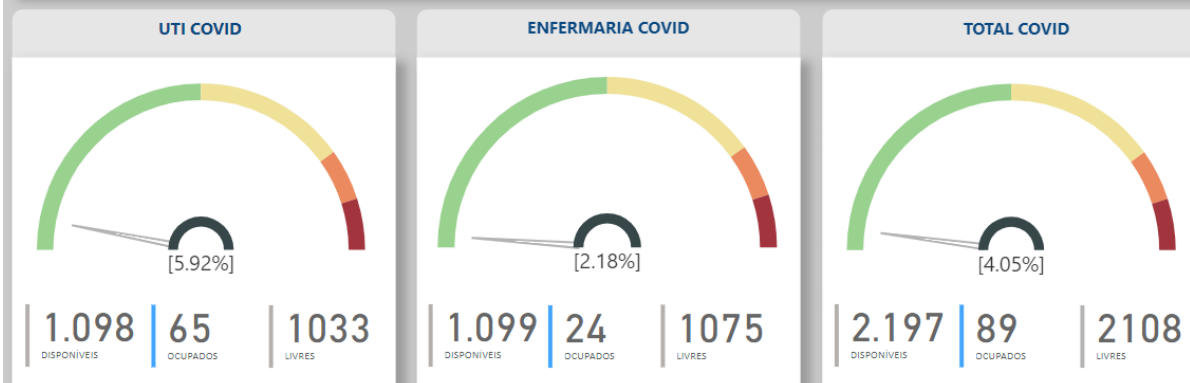 UTI COVID
[5.92%]
1.098 65 1033
DISPONÍVEIS OCUPADOS LIVRES
ENFERMARIA COVID
[2.18%]
1.099 24 1075
DISPONÍVEIS OCUPADOS LIVRES
TOTAL COVID
[4.05%]
2.197 89 2108
DISPONÍVEIS OCUPADOS LIVRES